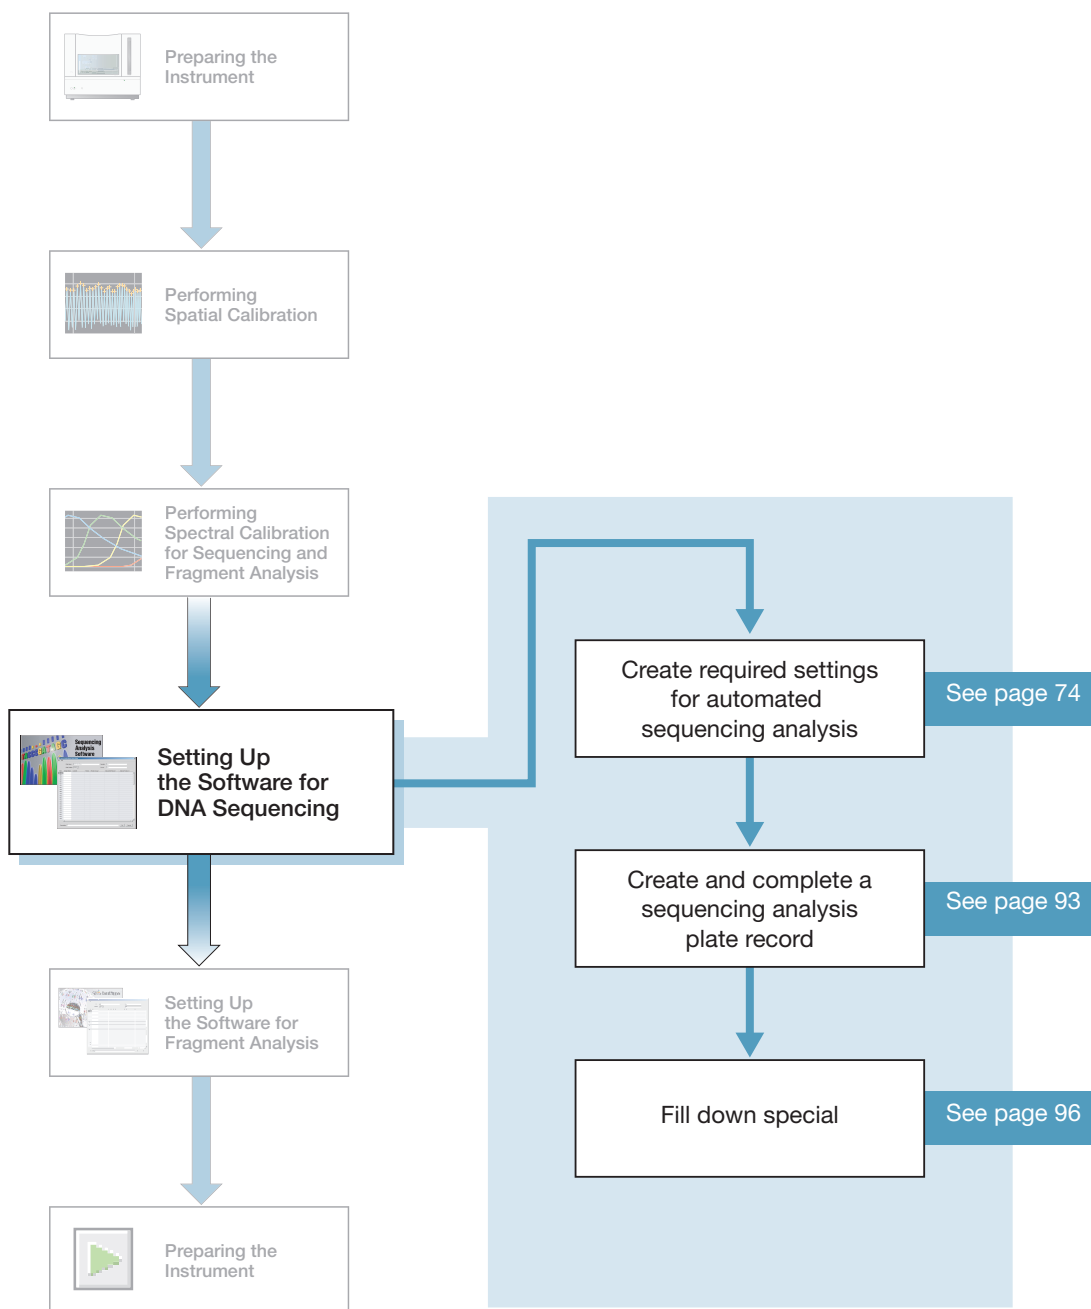 Preparing the
Instrument
Performing
Spatial Calibration
Performing
Spectral Calibration
for Sequencing and
Fragment Analysis
Sequencing
Analysis
Software
Setting Up
the Software for
DNA Sequencing
Setting Up
the Software for
Fragment Analysis
Preparing the
Instrument
Create required settings
for automated
sequencing analysis
See page 74
Create and complete a
sequencing analysis
plate record
See page 93
Fill down special
See page 96